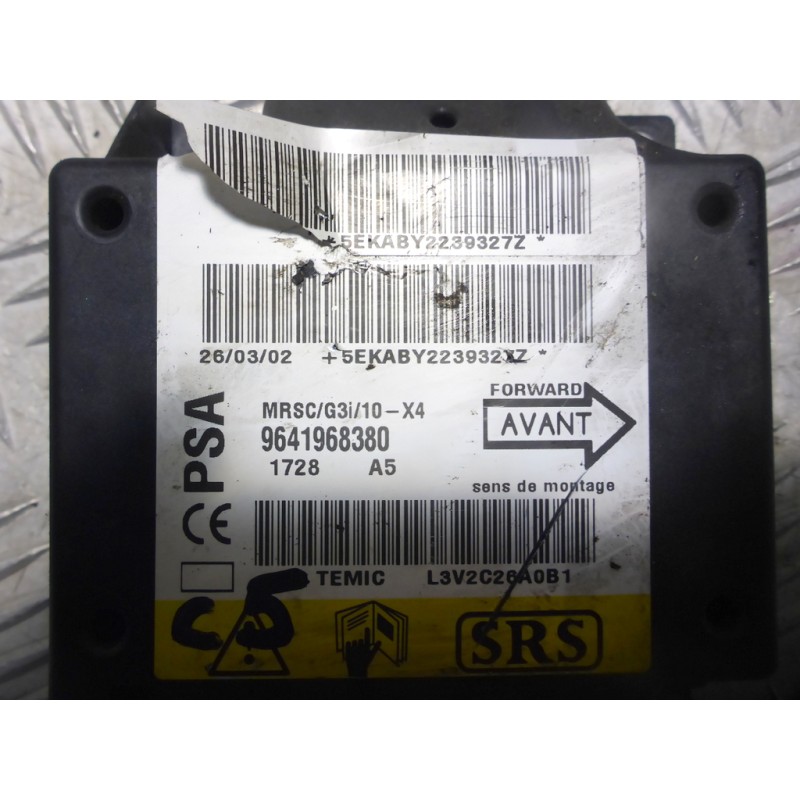 *5EKABY2239327Z *
26/03/02 +5EKABY2239327Z *
PSA
MRSC/G3i/10-X4
9641968380
1728 A5
FORWARD
AVANT
sens de montage
CE
TEMIC L3V2C26A0B1
C5
SRS